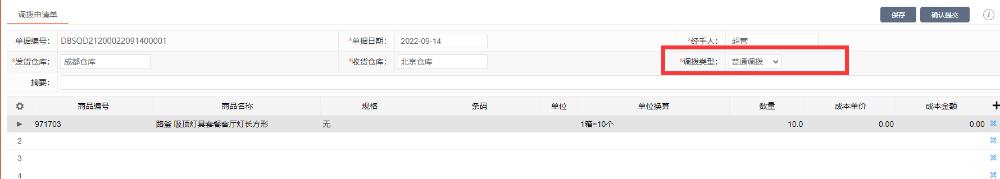 调拨申请单 保存 确认提交
单据编号: DBSQD21200022091400001 *单据日期: 2022-09-14 *经手人: 超管
*发货仓库: 成都仓库 *收货仓库: 北京仓库 *调拨类型: 普通调拨
摘要:
商品编号 商品名称 规格 条码 单位 单位换算 数量 成本单价 成本金额
971703 路釜 吸顶灯具套餐客厅灯长方形 无 1箱=10个 10.0 0.00 0.00
2
3
4